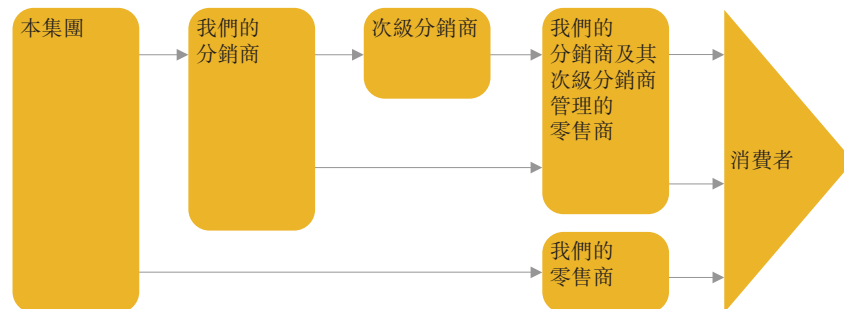 本集團
我們的
分銷商
次級分銷商
我們的
分銷商及其
次級分銷商
管理的
零售商
消費者
我們的
零售商